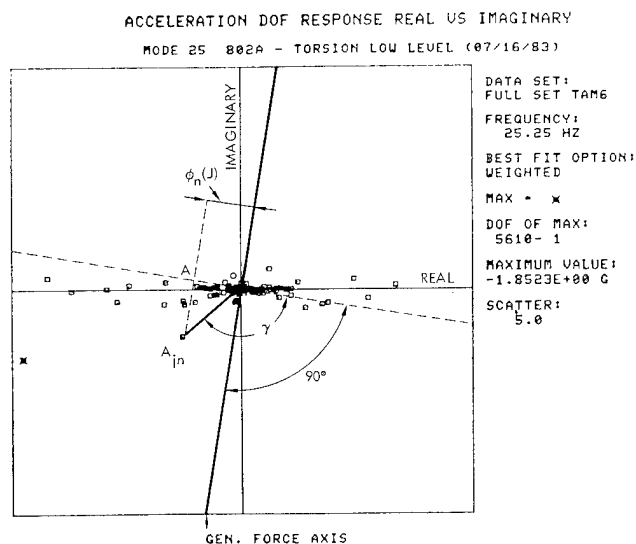 ACCELERATION DOF RESPONSE REAL VS IMAGINARY
MODE 25 802A - TORSION LOW LEVEL (07/16/83)
IMAGINARY
ϕn(J)
A
REAL
Ajn
γ
90°
GEN. FORCE AXIS
DATA SET:
FULL SET TAM6
FREQUENCY:
25.25 HZ
BEST FIT OPTION:
WEIGHTED
MAX - ж
DOF OF MAX:
5610- 1
MAXIMUM VALUE:
-1.8523E+00 G
SCATTER:
5.0